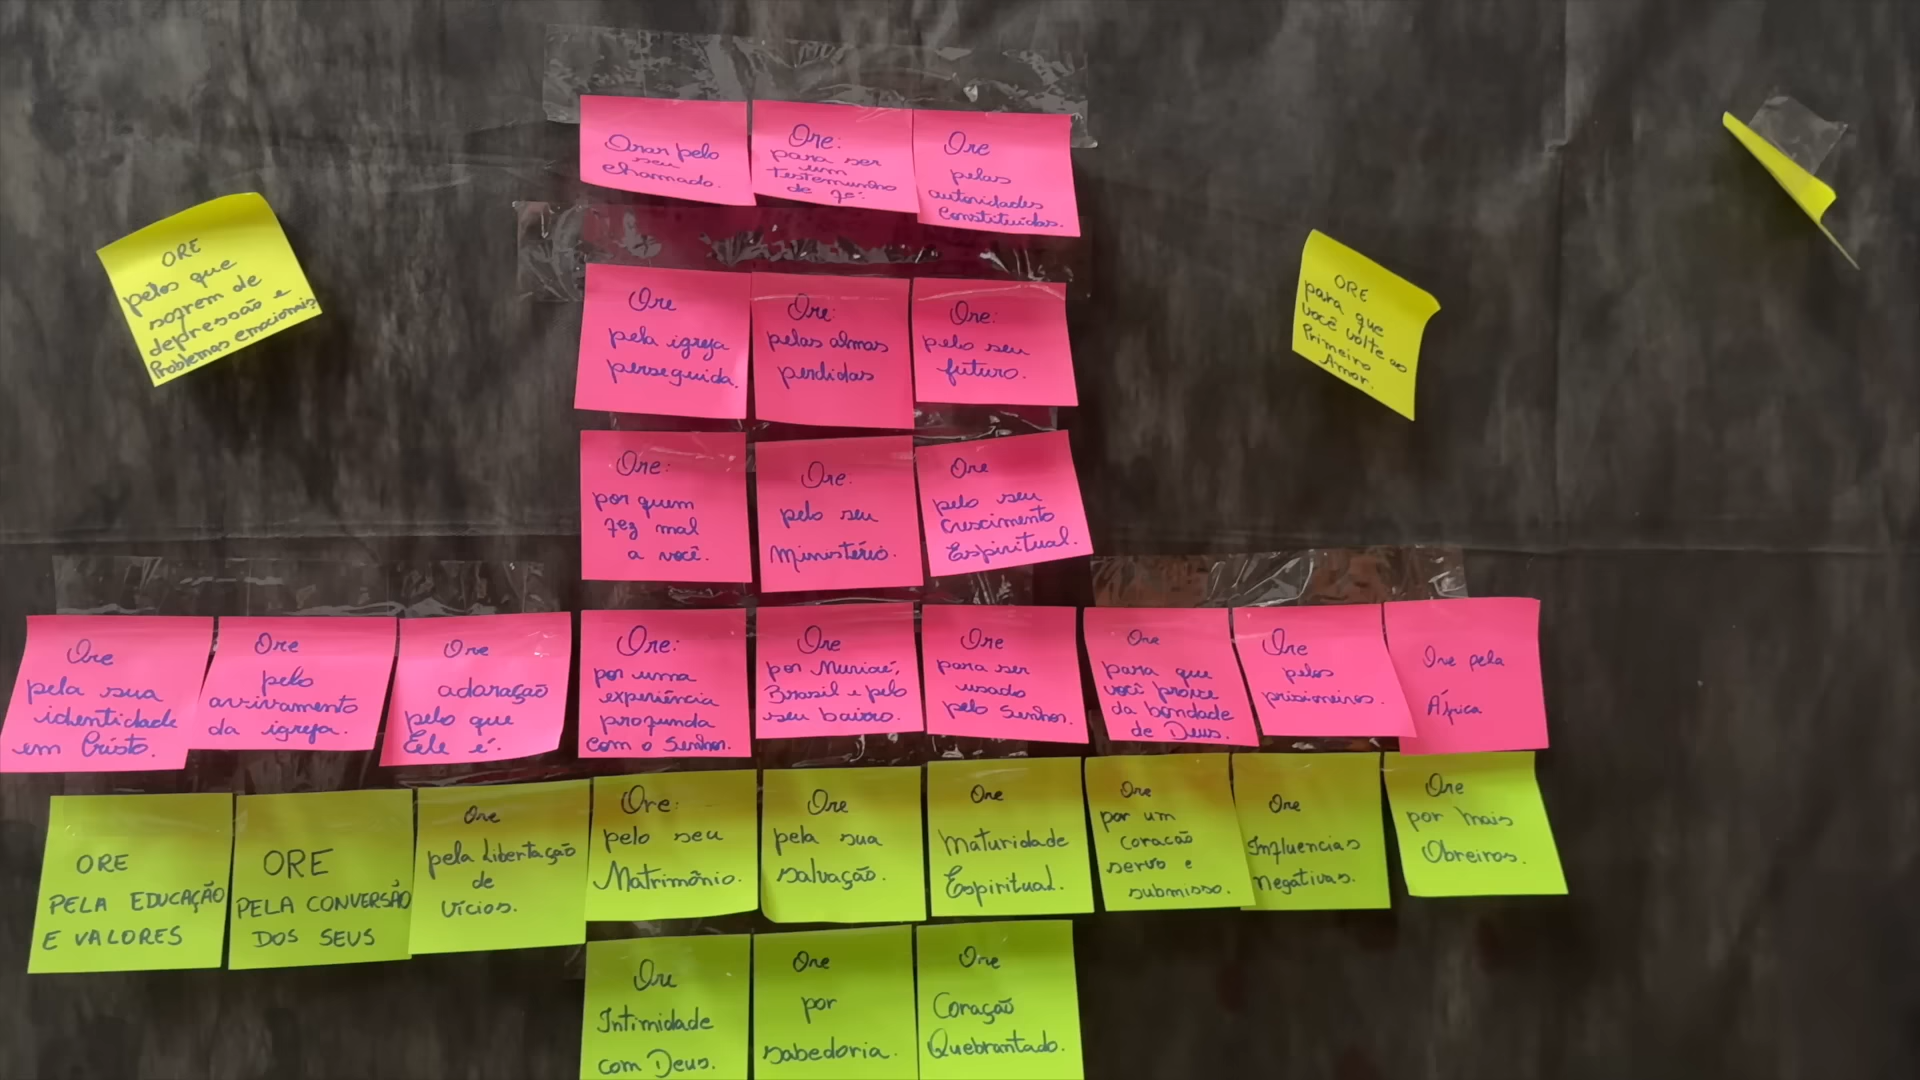 Orar pelo
seu
chamado.
Ore:
para ser
um
testemunho
de fé.
Ore
pelas
autoridades
Constituídas.
ORE
pelos que
sofrem de
depressão e
Problemas emocionais.
ORE
para que
você volte ao
Primeiro
Amor.
Ore
pela igreja
perseguida.
Ore:
pelas almas
perdidas
Ore:
pelo seu
futuro.
Ore:
por quem
fez mal
a você.
Ore:
pelo seu
Ministério.
Ore
pelo seu
Crescimento
Espiritual.
Ore
pela sua
identidade
em Cristo.
Ore
pelo
avivamento
da igreja.
Ore
adoração
pelo que
Ele é.
Ore:
por uma
experiência
profunda
com o Senhor.
Ore
por Muriaé,
Brasil e pelo
seu bairro.
Ore
para ser
usado
pelo Senhor.
Ore
para que
você prove
da bondade
de Deus.
Ore
pelos
prisioneiros.
Ore pela
África
ORE
PELA EDUCAÇÃO
E VALORES
ORE
PELA CONVERSÃO
DOS SEUS
Ore
pela Libertação
de
Vícios.
Ore:
pelo seu
Matrimônio.
Ore
pela sua
salvação.
Ore
Maturidade
Espiritual.
Ore
por um
coracão
servo e
submisso.
Ore
Influencias
Negativas.
Ore
por mais
Obreiros.
Ore
Intimidade
com Deus.
Ore
por
sabedoria.
Ore
Coração
Quebrantado.